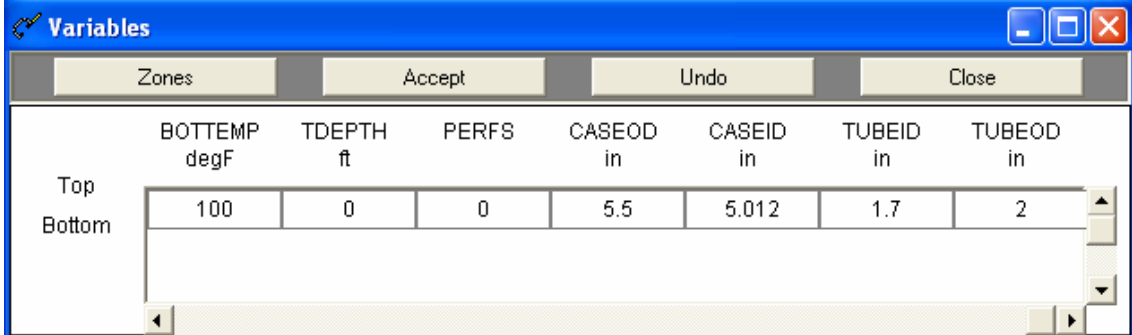 Variables
Zones Accept Undo Close
BOTTEMP TDEPTH PERFS CASEOD CASEID TUBEID TUBEOD
degF ft in in in in
Top
Bottom
100 0 0 5.5 5.012 1.7 2